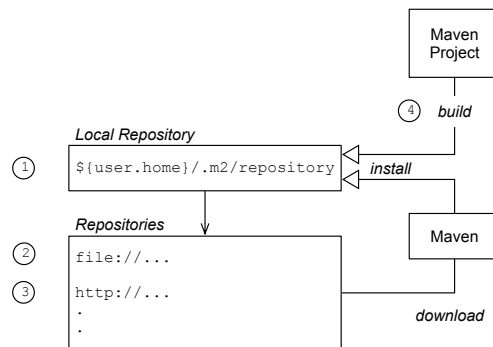 Maven
Project
4 build
Local Repository
1 ${user.home}/.m2/repository
install
Repositories
Maven
2 file://...
3 http://...
.
.
download